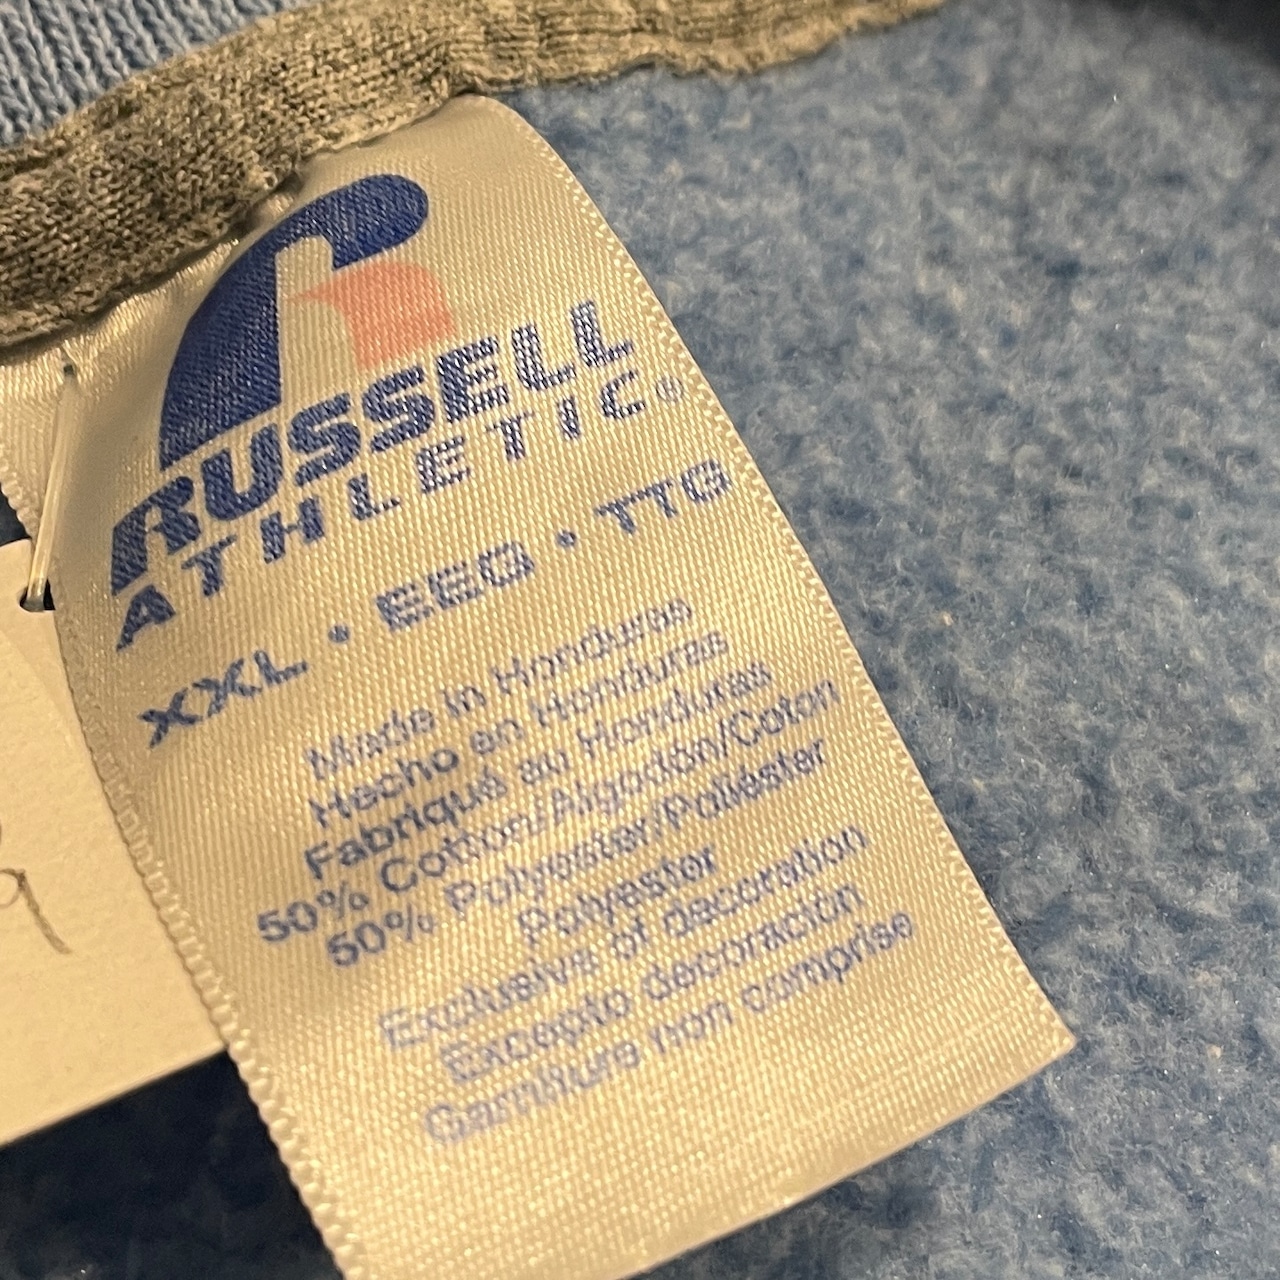 RUSSELL
ATHLETIC®
XXL • EEG • TTG
Made in Honduras
Hecho en Honduras
Fabriqué au Honduras
50% Cotton/Algodón/Coton
50% Polyester/Poliéster
Polyester
Exclusive of decoration
Excepto decoración
Garniture non comprise
9